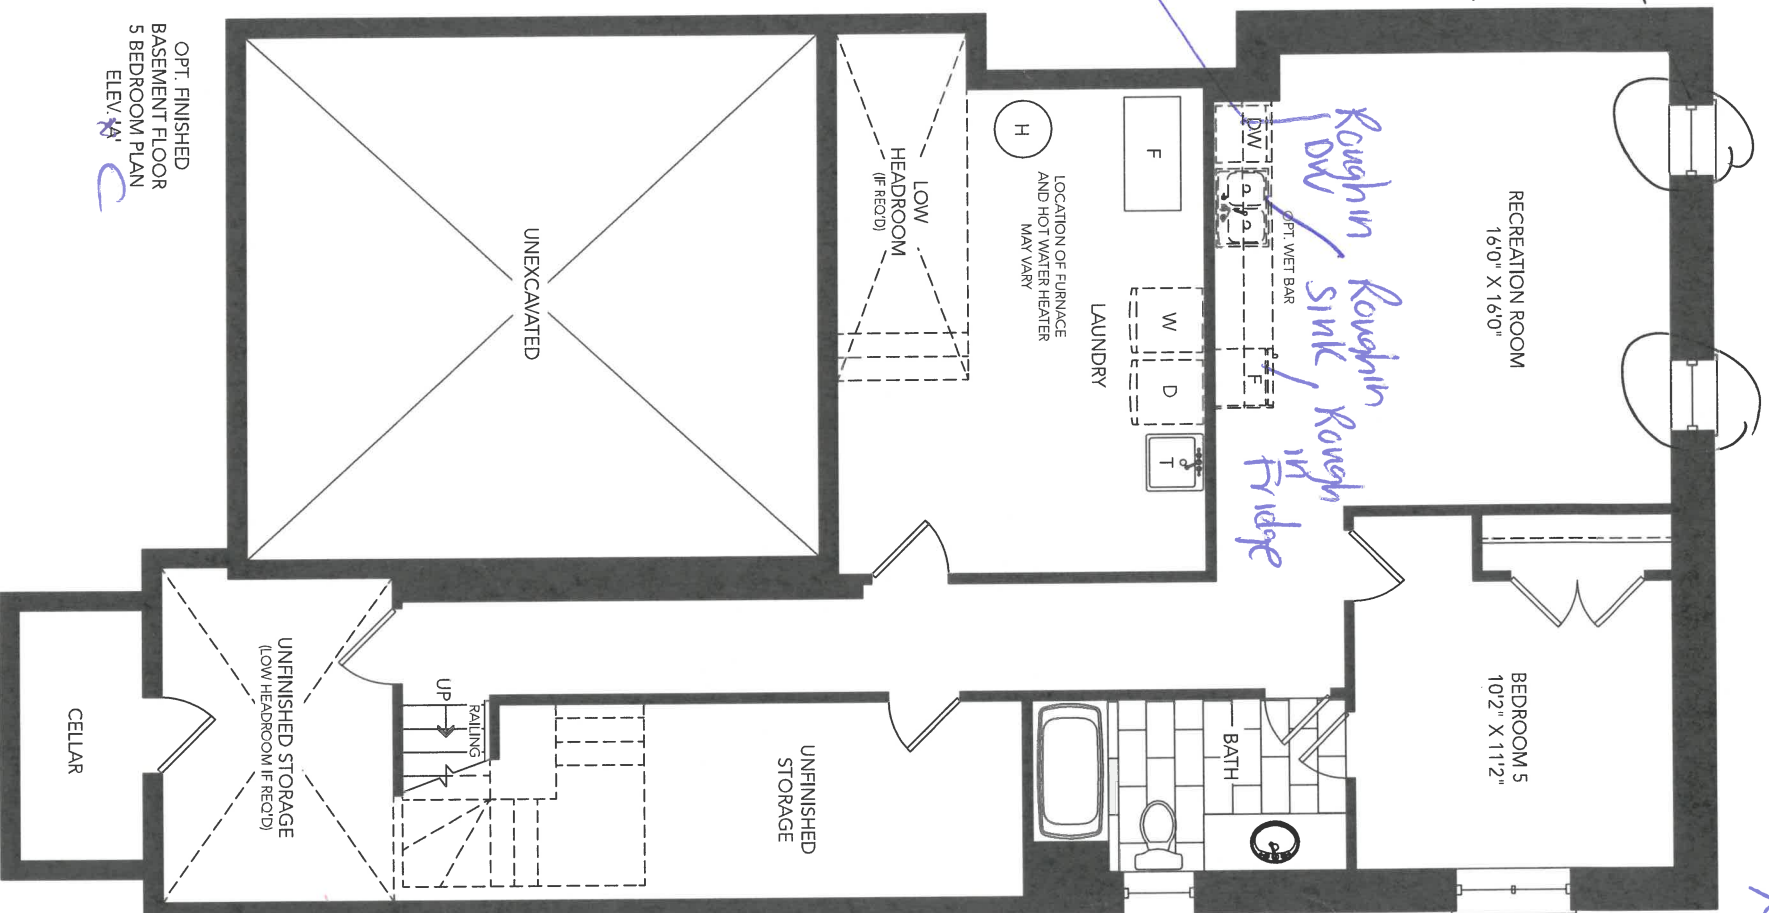 OPT. FINISHED
BASEMENT FLOOR
5 BEDROOM PLAN
ELEV. 'A'
C
UNEXCAVATED
LOW
HEADROOM
(IF REQ'D)
H
LOCATION OF FURNACE
AND HOT WATER HEATER
MAY VARY
F
LAUNDRY
W
D
T
DW
OPT. WET BAR
F
Roughin
DW
Roughin
Sink
Rough
in
Fridge
RECREATION ROOM
16'0" X 16'0"
BEDROOM 5
10'2" X 11'2"
BATH
UNFINISHED
STORAGE
UP
RAILING
UNFINISHED STORAGE
(LOW HEADROOM IF REQ'D)
CELLAR